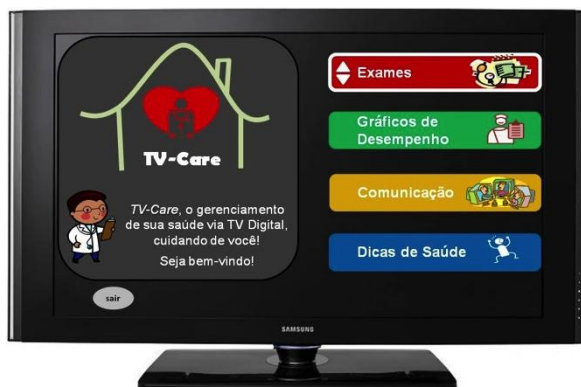 TV-Care
TV-Care, o gerenciamento
de sua saúde via TV Digital,
cuidando de você!
Seja bem-vindo!
sair
Exames
Gráficos de
Desempenho
Comunicação
Dicas de Saúde
SAMSUNG